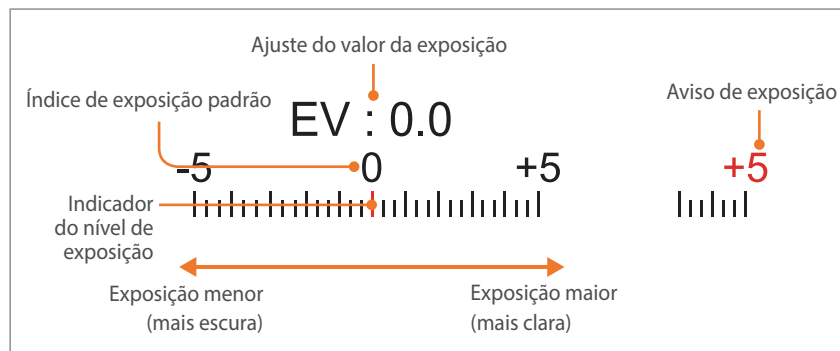 Ajuste do valor da exposição
Índice de exposição padrão
Aviso de exposição
EV : 0.0
-5 0 +5 +5
Indicador
do nível de
exposição
Exposição menor
(mais escura)
Exposição maior
(mais clara)